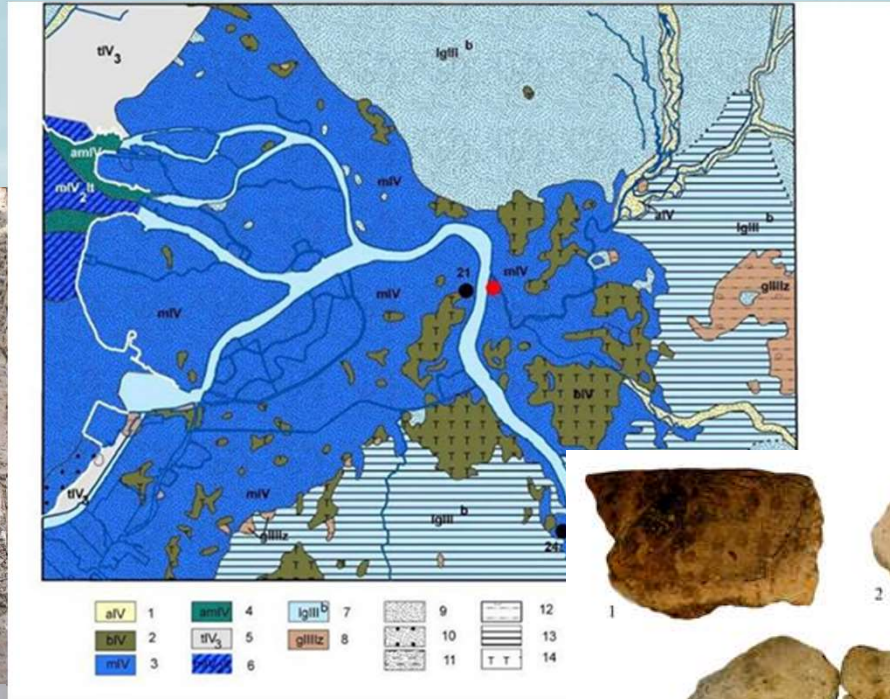 tIV3
lgIII b
amIV
mIV2lt
mIV
aIV
lgIII b
21
mIV
mIV
gIIIlz
mIV
bIV
tIV
mIV
gIIIlz
lgIII b
24
aIV 1 amIV 4 lgIII b 7 9 12
bIV 2 tIV3 5 gIIIlz 8 10 13
mIV 3 6 11 T T 14
1
2